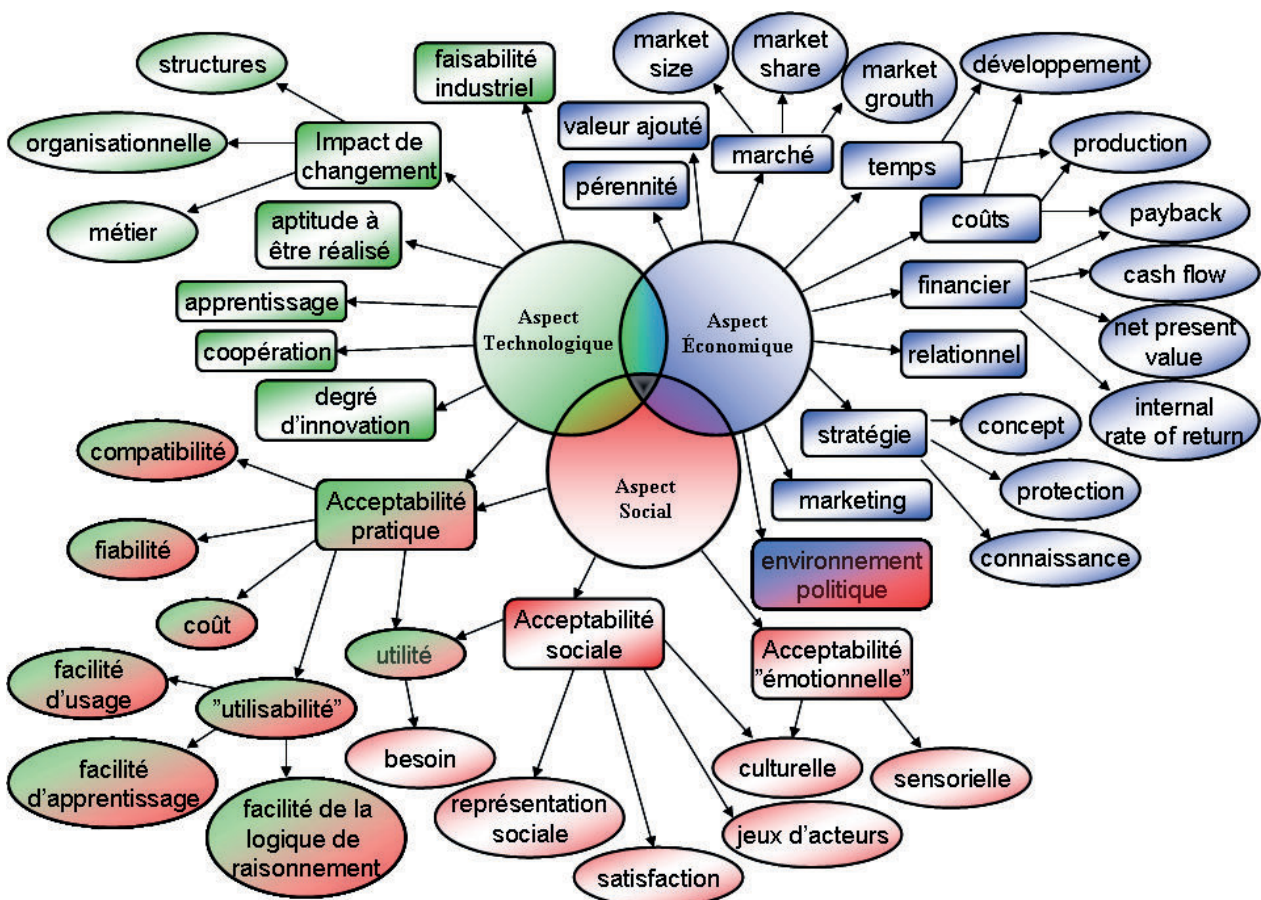 structures
organisationnelle
métier
Impact de
changement
faisabilité
industriel
aptitude à
être réalisé
apprentissage
coopération
degré
d'innovation
Aspect
Technologique
market
size
market
share
market
grouth
développement
valeur ajouté
marché
temps
production
pérennité
coûts
payback
financier
cash flow
net present
value
internal
rate of return
Aspect
Économique
relationnel
stratégie
concept
protection
connaissance
marketing
environnement
politique
Aspect
Social
compatibilité
Acceptabilité
pratique
fiabilité
coût
utilité
"utilisabilité"
facilité
d'usage
facilité
d'apprentissage
facilité de la
logique de
raisonnement
besoin
Acceptabilité
sociale
Acceptabilité
"émotionnelle"
représentation
sociale
satisfaction
jeux d'acteurs
culturelle
sensorielle